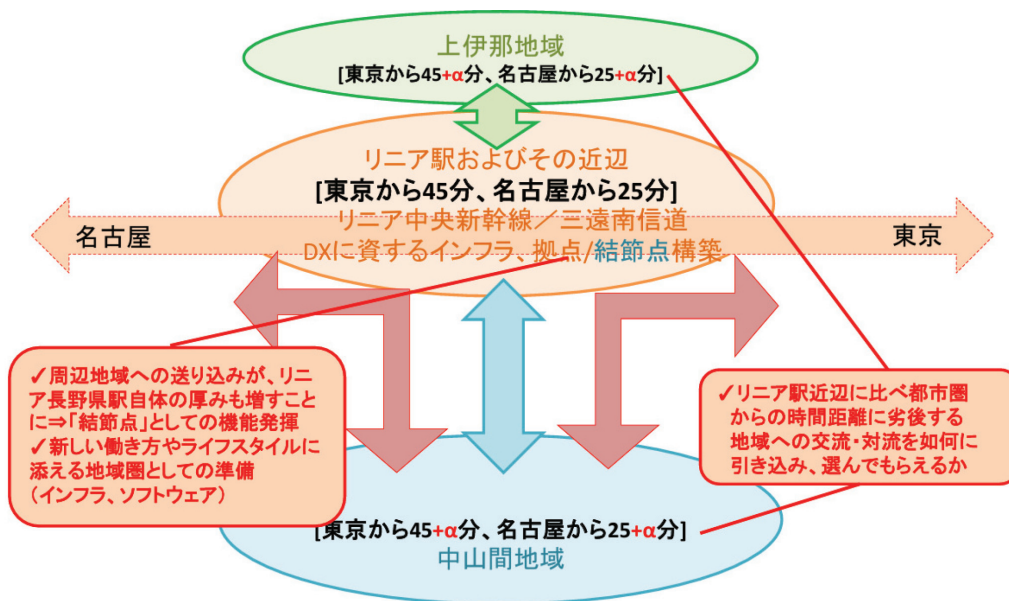 上伊那地域
[東京から45+α分、名古屋から25+α分]
リニア駅およびその近辺
[東京から45分、名古屋から25分]
リニア中央新幹線／三遠南信道
名古屋
東京
DXに資するインフラ、拠点/結節点構築
✓周辺地域への送り込みが、リニ
ア長野県駅自体の厚みも増すこと
に⇒「結節点」としての機能発揮
✓新しい働き方やライフスタイルに
添える地域圏としての準備
（インフラ、ソフトウェア）
✓リニア駅近辺に比べ都市圏
からの時間距離に劣後する
地域への交流・対流を如何に
引き込み、選んでもらえるか
[東京から45+α分、名古屋から25+α分]
中山間地域